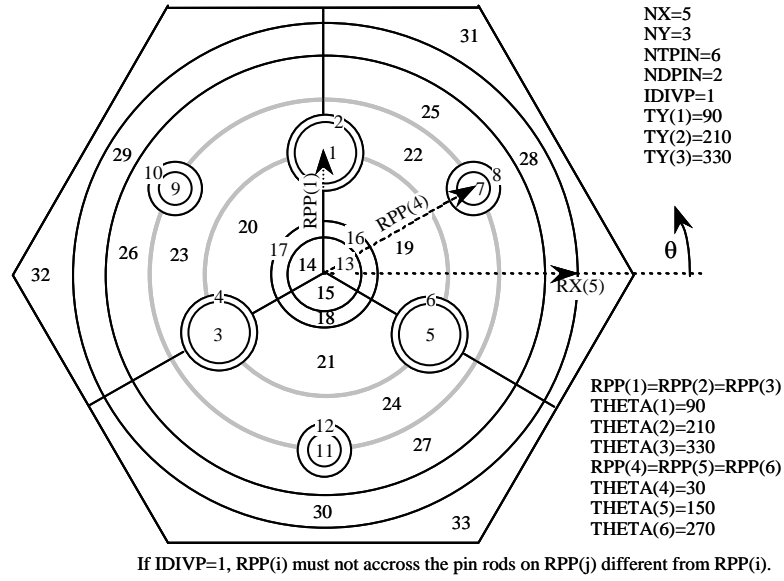 NX=5
NY=3
NTPIN=6
NDPIN=2
IDIVP=1
TY(1)=90
TY(2)=210
TY(3)=330
31
25
2
29
1
22
28
10
8
9
7
RPP(1)
RPP(4)
20
16
17
19
26
23
14
13
θ
32
15
RX(5)
4
6
18
3
5
21
24
12
27
11
30
33
RPP(1)=RPP(2)=RPP(3)
THETA(1)=90
THETA(2)=210
THETA(3)=330
RPP(4)=RPP(5)=RPP(6)
THETA(4)=30
THETA(5)=150
THETA(6)=270
If IDIVP=1, RPP(i) must not accross the pin rods on RPP(j) different from RPP(i).